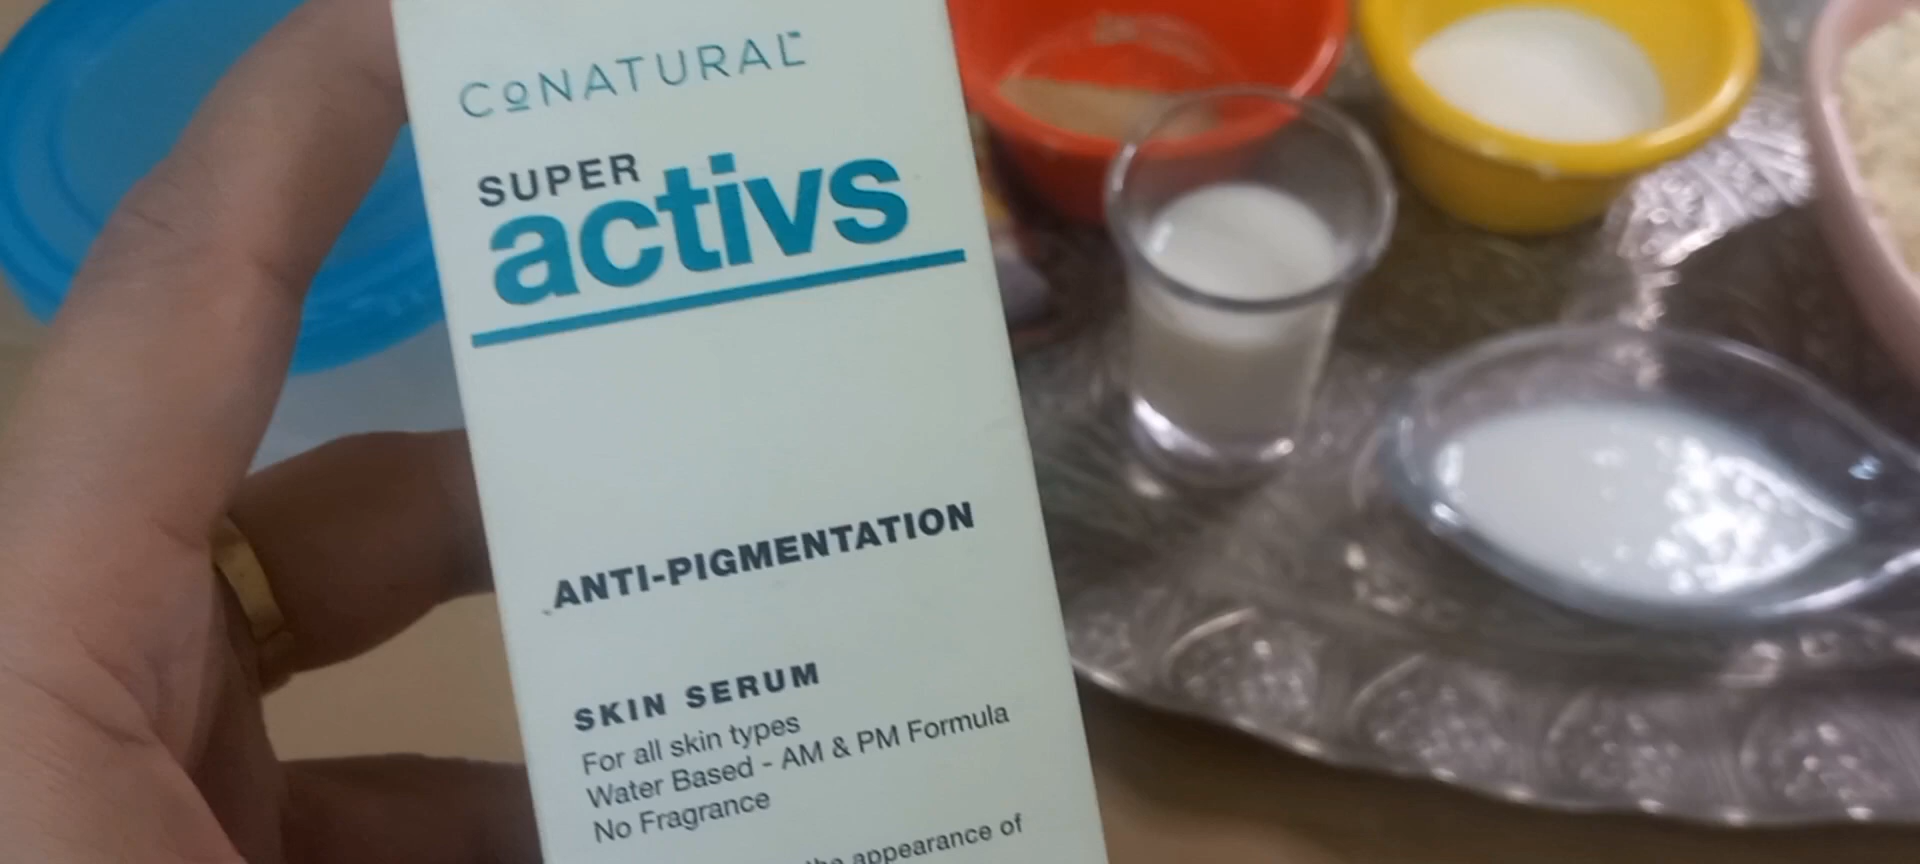 CoNATURAL™
SUPER
activs
ANTI-PIGMENTATION
SKIN SERUM
For all skin types
Water Based - AM & PM Formula
No Fragrance
the appearance of